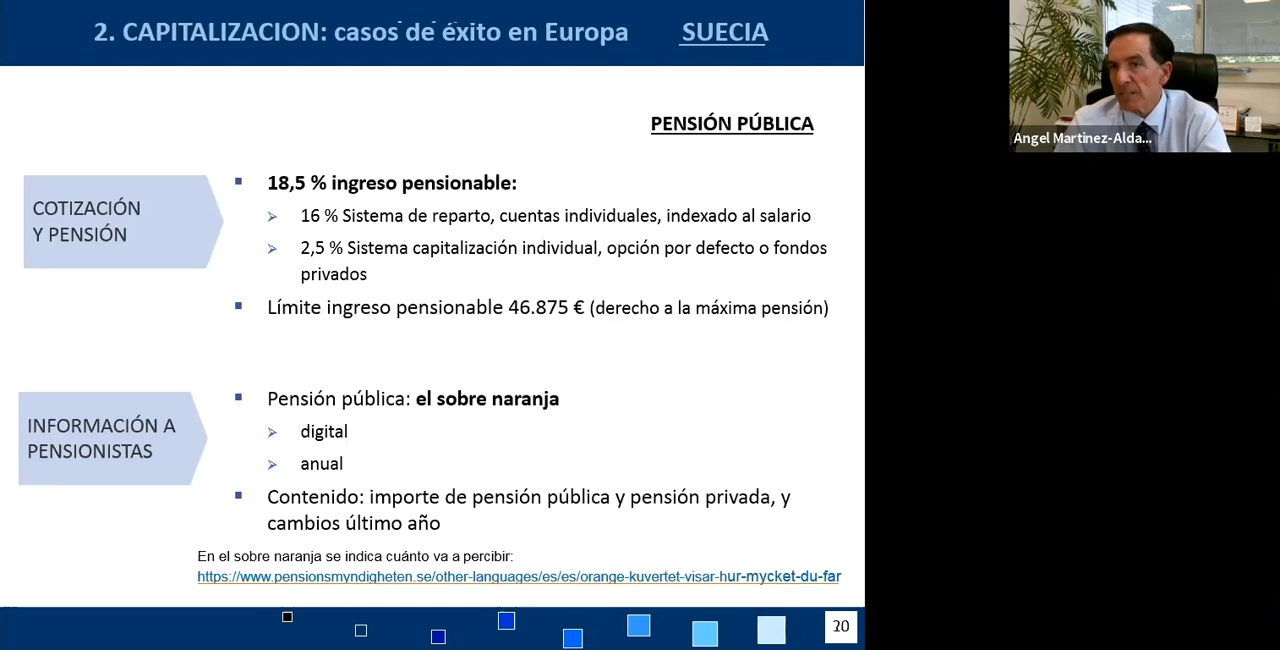 2. CAPITALIZACION: casos de éxito en Europa SUECIA
PENSIÓN PÚBLICA
COTIZACIÓN
Y PENSIÓN
18,5 % ingreso pensionable:
16 % Sistema de reparto, cuentas individuales, indexado al salario
2,5 % Sistema capitalización individual, opción por defecto o fondos
privados
Límite ingreso pensionable 46.875 € (derecho a la máxima pensión)
INFORMACIÓN A
PENSIONISTAS
Pensión pública: el sobre naranja
digital
anual
Contenido: importe de pensión pública y pensión privada, y
cambios último año
En el sobre naranja se indica cuánto va a percibir:
https://www.pensionsmyndigheten.se/other-languages/es/es/orange-kuvertet-visar-hur-mycket-du-far
20
Angel Martinez-Alda...